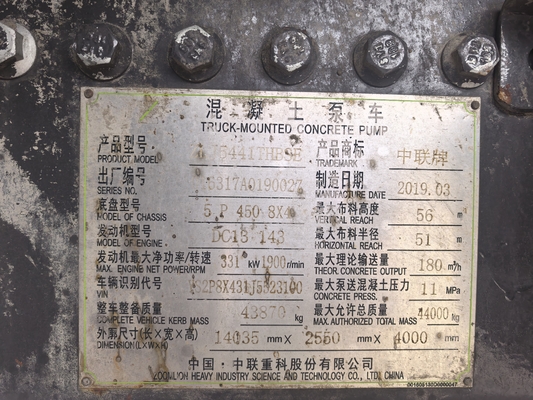 混凝土泵车
TRUCK-MOUNTED CONCRETE PUMP
产品型号 5441THBSE 产品商标 中联牌
PRODUCT MODEL TRADEMARK
出厂编号 制造日期 2019.03
SERIES NO. MANUFACTURE DATE
底盘型号 P 450 8X4 最大布料高度 56 m
MODEL OF CHASSIS VERTICAL REACH
发动机型号 DC13 143 最大布料半径 51 m
MODEL OF ENGINE HORIZONTAL REACH
发动机最大净功率/转速 331 kW 1900 r/min 最大理论输送量 180 m³/h
MAX. ENGINE NET POWER/RPM THEOR.CONCRETE OUTPUT
车辆识别代号 最大泵送混凝土压力 11 MPa
VIN CONCRETE PRESS.
整车整备质量 43870 kg 最大允许总质量 44000 kg
COMPLETE VEHICLE KERB MASS MAX AUTHORIZED TOTAL MASS
外廓尺寸(长×宽×高) 14035 mm× 2550 mm× 4000 mm
DIMENSION(L×W×H)
中国·中联重科股份有限公司
ZOOMLION HEAVY INDUSTRY SCIENCE AND TECHNOLOGY CO., LTD, CHINA